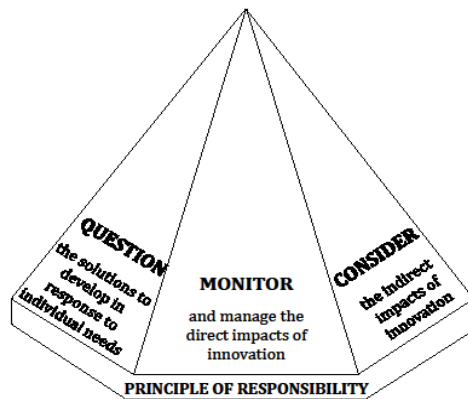 QUESTION
the solutions to
develop in
response to
individual needs
MONITOR
and manage the
direct impacts of
innovation
CONSIDER
the indirect
impacts of
innovation
PRINCIPLE OF RESPONSIBILITY